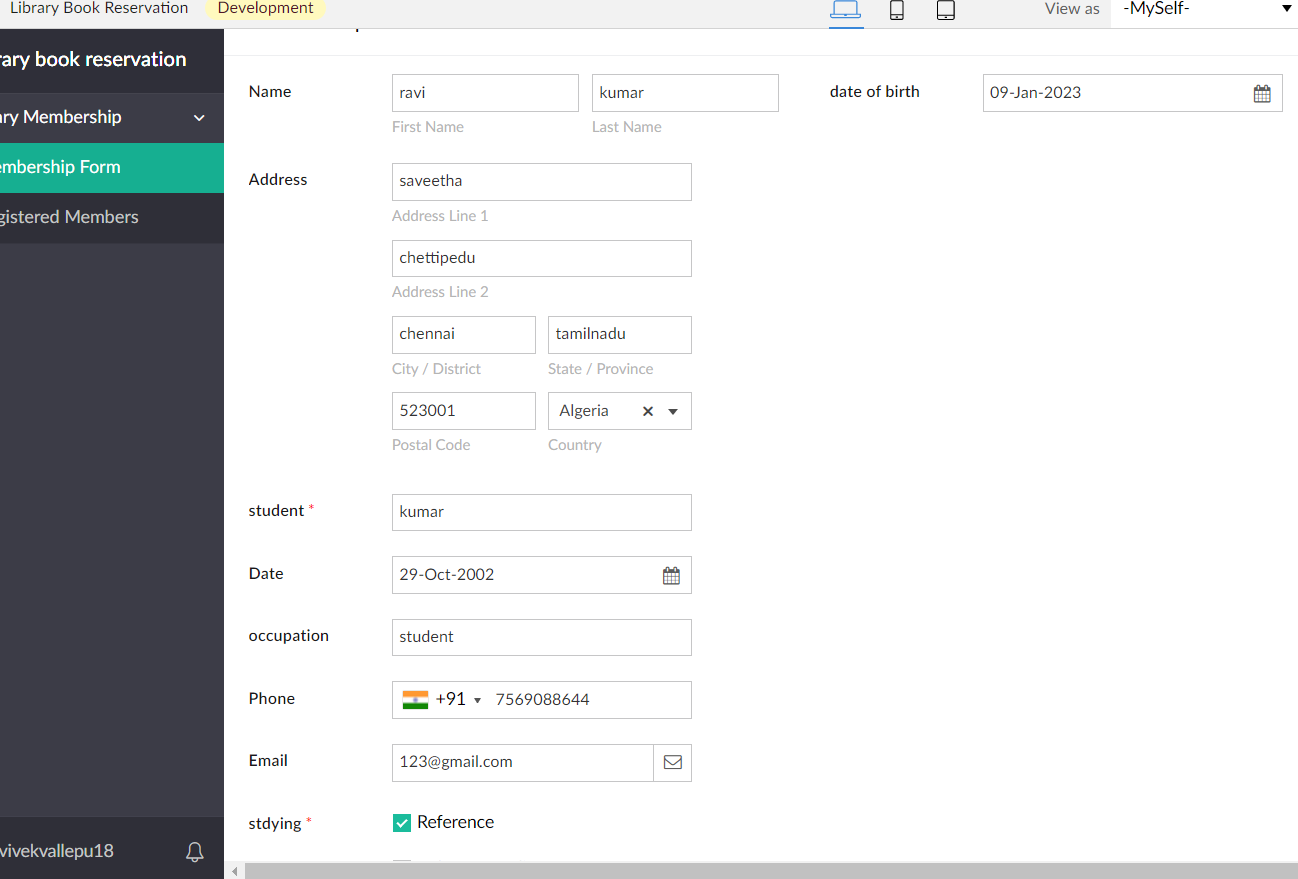 Library Book Reservation Development View as -MySelf-
rary book reservation
ary Membership
embership Form
gistered Members
Name ravi kumar date of birth 09-Jan-2023
First Name Last Name
Address saveetha
Address Line 1
chettipedu
Address Line 2
chennai tamilnadu
City / District State / Province
523001 Algeria
Postal Code Country
student * kumar
Date 29-Oct-2002
occupation student
Phone +91 7569088644
Email 123@gmail.com
stdying * Reference
vivekvallepu18